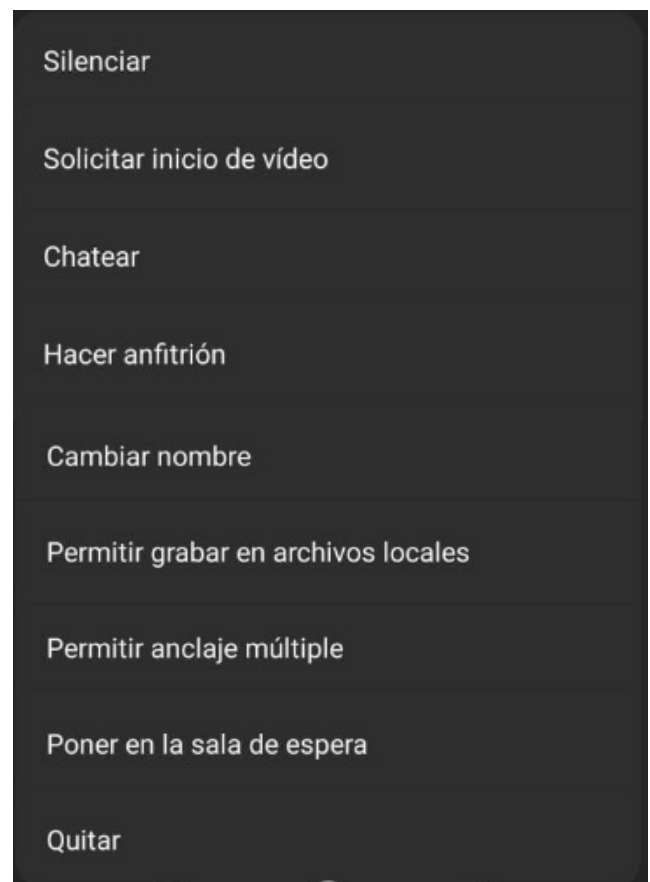 Silenciar
Solicitar inicio de vídeo
Chatear
Hacer anfitrión
Cambiar nombre
Permitir grabar en archivos locales
Permitir anclaje múltiple
Poner en la sala de espera
Quitar